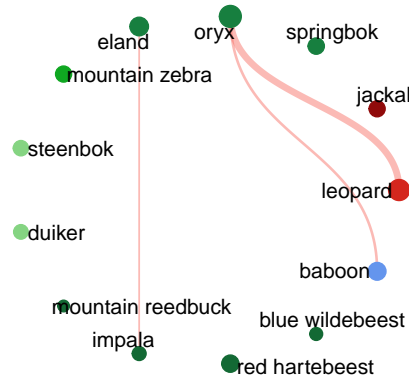 oryx
springbok
eland
mountain zebra
jackal
steenbok
leopard
duiker
baboon
mountain reedbuck
blue wildebeest
impala
red hartebeest